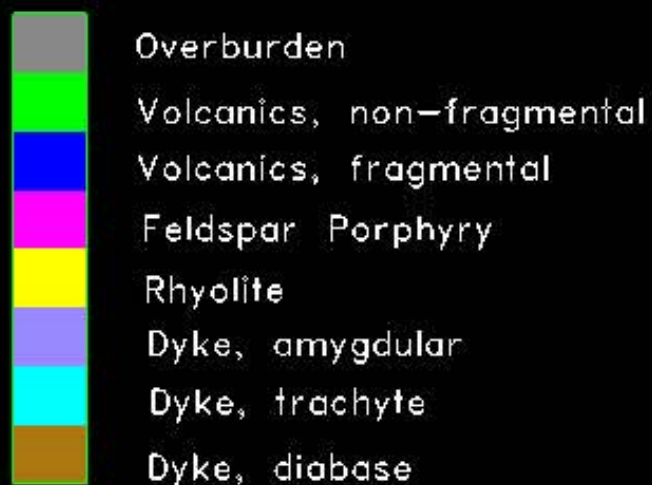 Overburden
Volcanics, non-fragmental
Volcanics, fragmental
Feldspar Porphyry
Rhyolite
Dyke, amygdular
Dyke, trachyte
Dyke, diabase